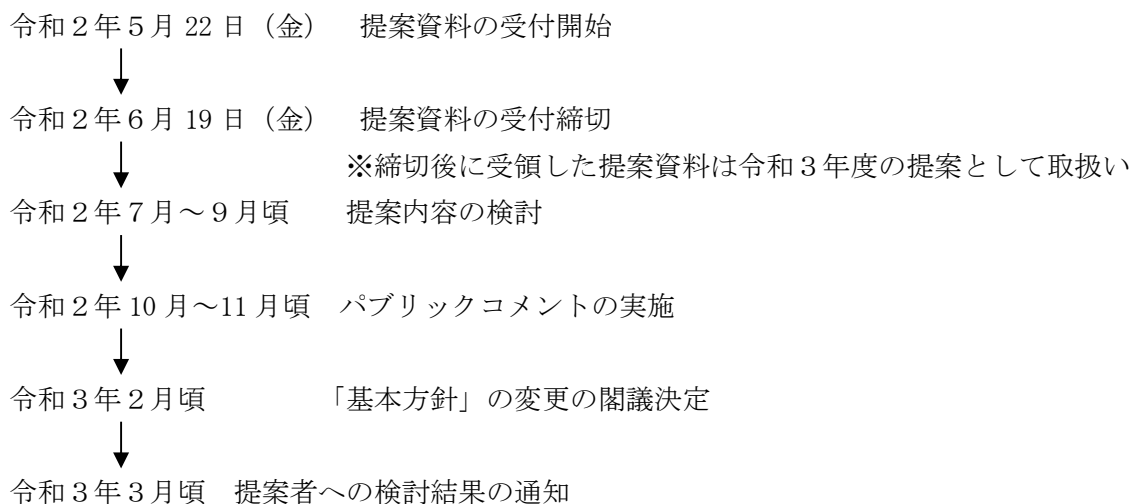 令和２年５月 22 日（金）　提案資料の受付開始
令和２年６月 19 日（金）　提案資料の受付締切
※締切後に受領した提案資料は令和３年度の提案として取扱い
令和２年７月～９月頃　　提案内容の検討
令和２年 10 月～11 月頃　パブリックコメントの実施
令和３年２月頃　　　　　「基本方針」の変更の閣議決定
令和３年３月頃　提案者への検討結果の通知